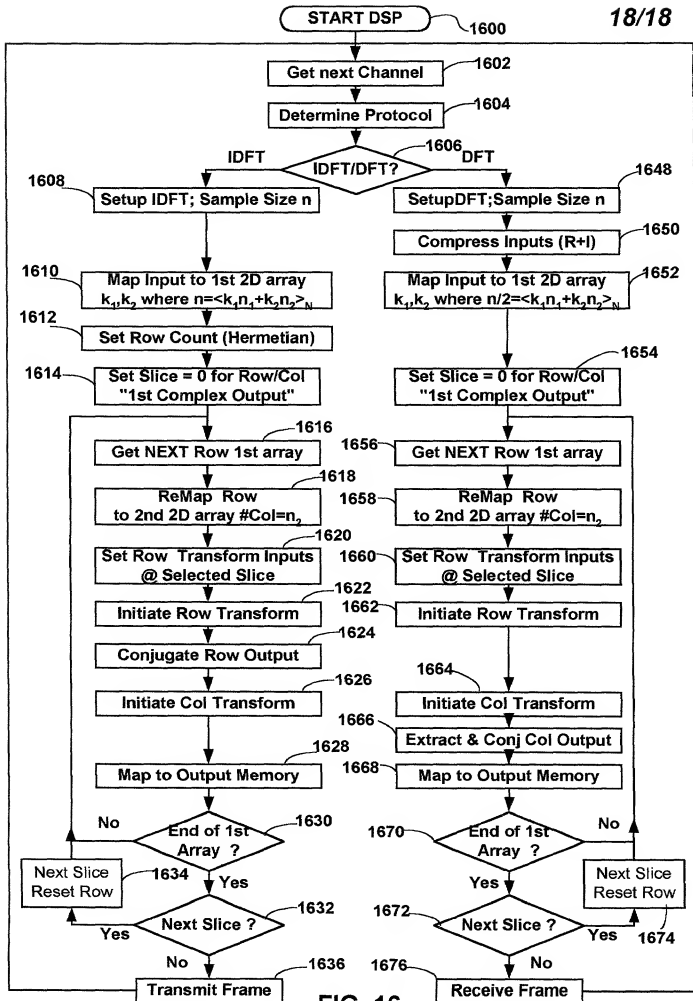 START DSP
1600
18/18
Get next Channel
1602
Determine Protocol
1604
IDFT/DFT?
1606
IDFT
DFT
1608
Setup IDFT; Sample Size n
1610
Map Input to 1st 2D array
k₁,k₂ where n=<k₁n₁+k₂n₂>N
1612
Set Row Count (Hermetian)
1614
Set Slice = 0 for Row/Col
"1st Complex Output"
1616
Get NEXT Row 1st array
1618
ReMap Row
to 2nd 2D array #Col=n₂
1620
Set Row Transform Inputs
@ Selected Slice
1622
Initiate Row Transform
1624
Conjugate Row Output
1626
Initiate Col Transform
1628
Map to Output Memory
1630
End of 1st
Array ?
No
Yes
1634
Next Slice
Reset Row
1632
Next Slice ?
Yes
No
1636
Transmit Frame
1648
SetupDFT;Sample Size n
1650
Compress Inputs (R+I)
1652
Map Input to 1st 2D array
k₁,k₂ where n/2=<k₁n₁+k₂n₂>N
1654
Set Slice = 0 for Row/Col
"1st Complex Output"
1656
Get NEXT Row 1st array
1658
ReMap Row
to 2nd 2D array #Col=n₂
1660
Set Row Transform Inputs
@ Selected Slice
1662
Initiate Row Transform
1664
Initiate Col Transform
1666
Extract & Conj Col Output
1668
Map to Output Memory
1670
End of 1st
Array ?
No
Yes
Next Slice
Reset Row
1674
1672
Next Slice ?
Yes
No
1676
Receive Frame
FIG. 16